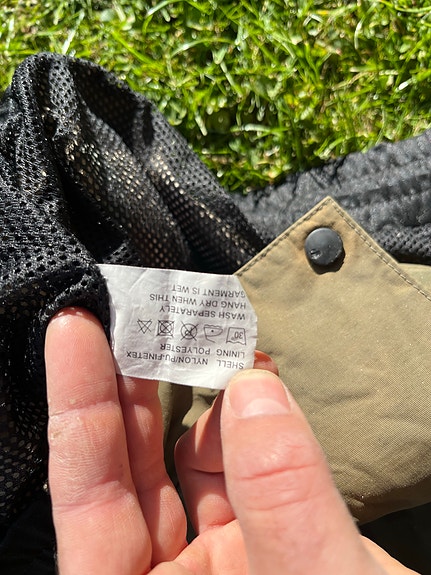 SHELL NYLON/PU-FINETEX
LINING POLYESTER
30
WASH SEPARATELY
HANG DRY WHEN THIS
GARMENT IS WET